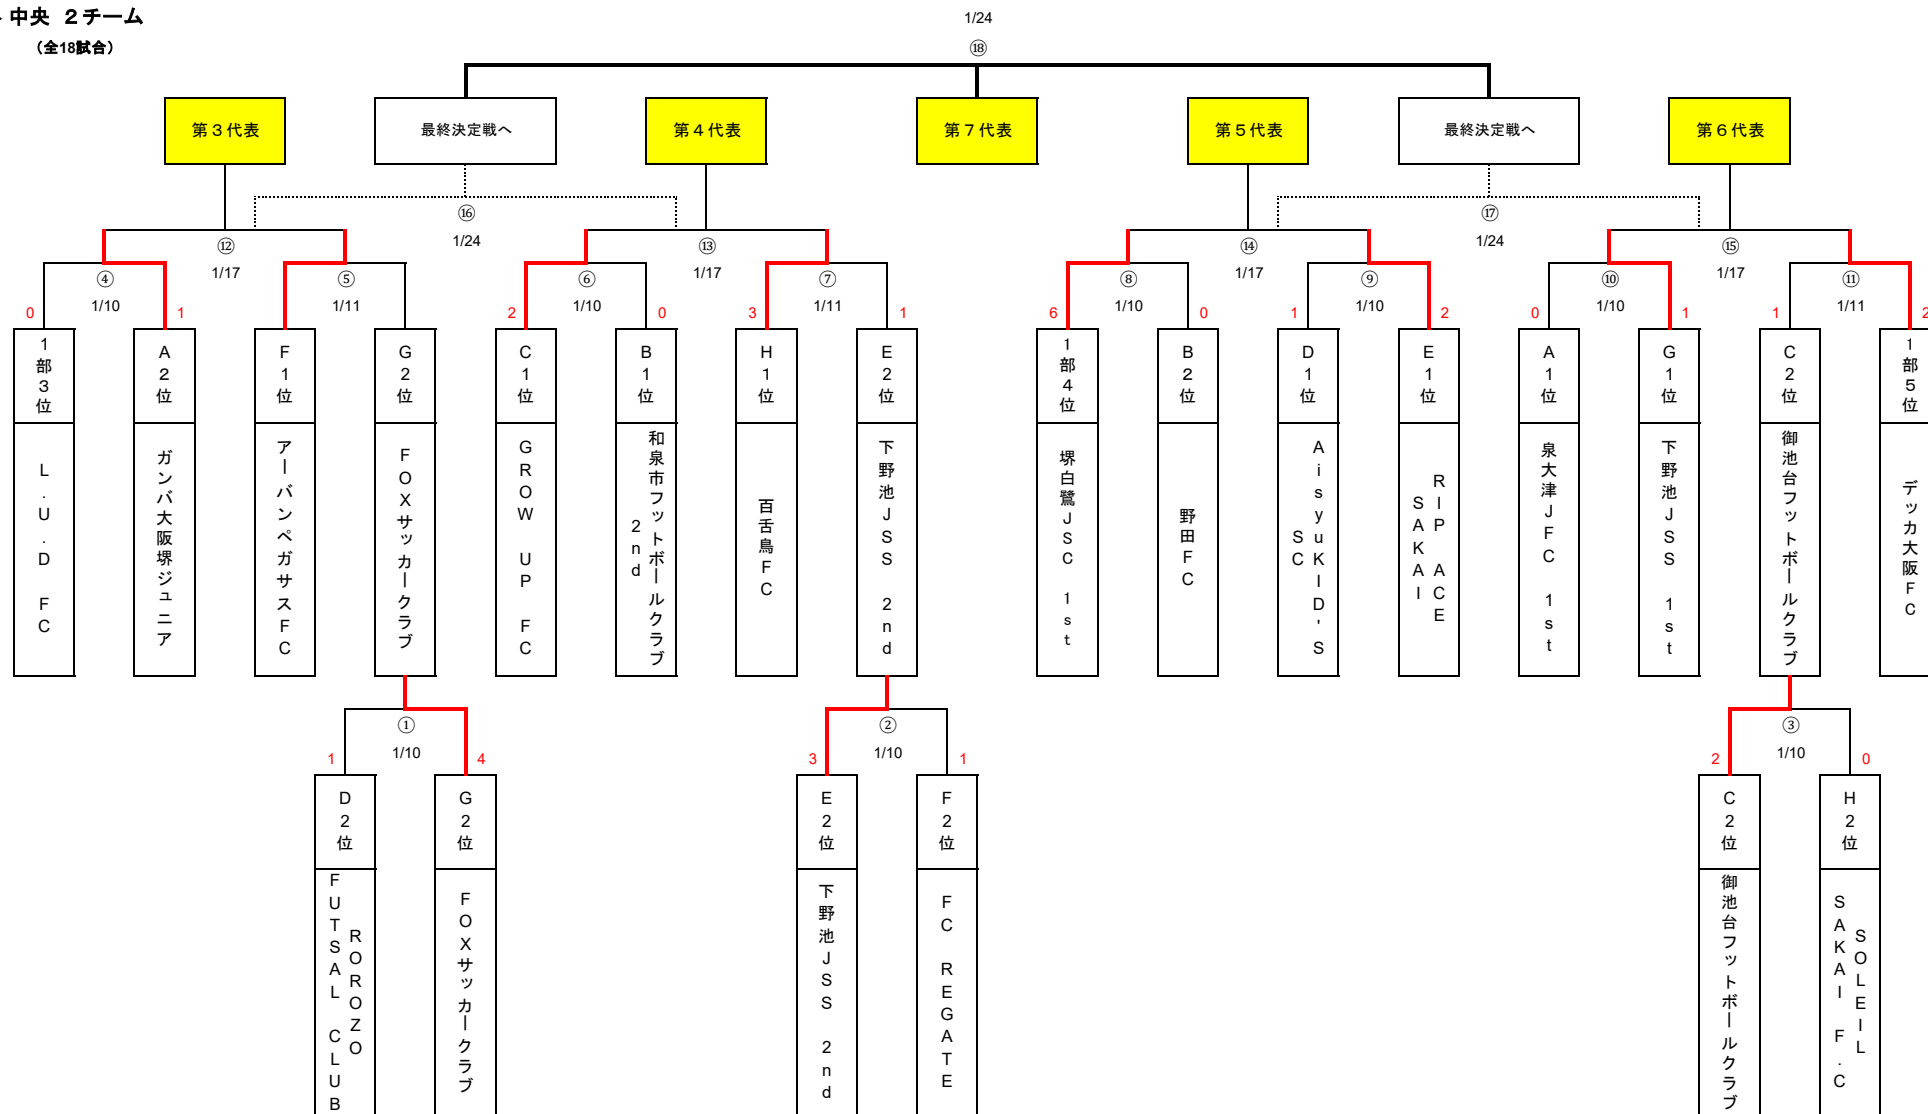 中央 2チーム
(全18試合)
1/24
⑱
第3代表
最終決定戦へ
第4代表
第7代表
第5代表
最終決定戦へ
第6代表
⑯
1/24
⑰
1/24
⑫
1/17
⑬
1/17
⑭
1/17
⑮
1/17
④
1/10
⑤
1/11
⑥
1/10
⑦
1/11
⑧
1/10
⑨
1/10
⑩
1/10
⑪
1/11
0
1
2
0
3
1
6
0
1
2
0
1
1
2
1部3位
L.U.D FC
A2位
ガンバ大阪堺ジュニア
F1位
アーバンペガサスFC
G2位
FOXサッカークラブ
C1位
GROW UP FC
B1位
和泉市フットボールクラブ
2nd
H1位
百舌鳥FC
E2位
下野池JSS 2nd
1部4位
堺白鷺JSC 1st
B2位
野田FC
D1位
AisyuKID'S
SC
E1位
RIP ACE
SAKAI
A1位
泉大津JFC 1st
G1位
下野池JSS 1st
C2位
御池台フットボールクラブ
1部5位
デッカ大阪FC
①
1/10
②
1/10
③
1/10
1
4
3
1
2
0
D2位
ROROZO
FUTSAL CLUB
G2位
FOXサッカークラブ
E2位
下野池JSS 2nd
F2位
FC REGATE
C2位
御池台フットボールクラブ
H2位
SOLEIL
SAKAI F.C